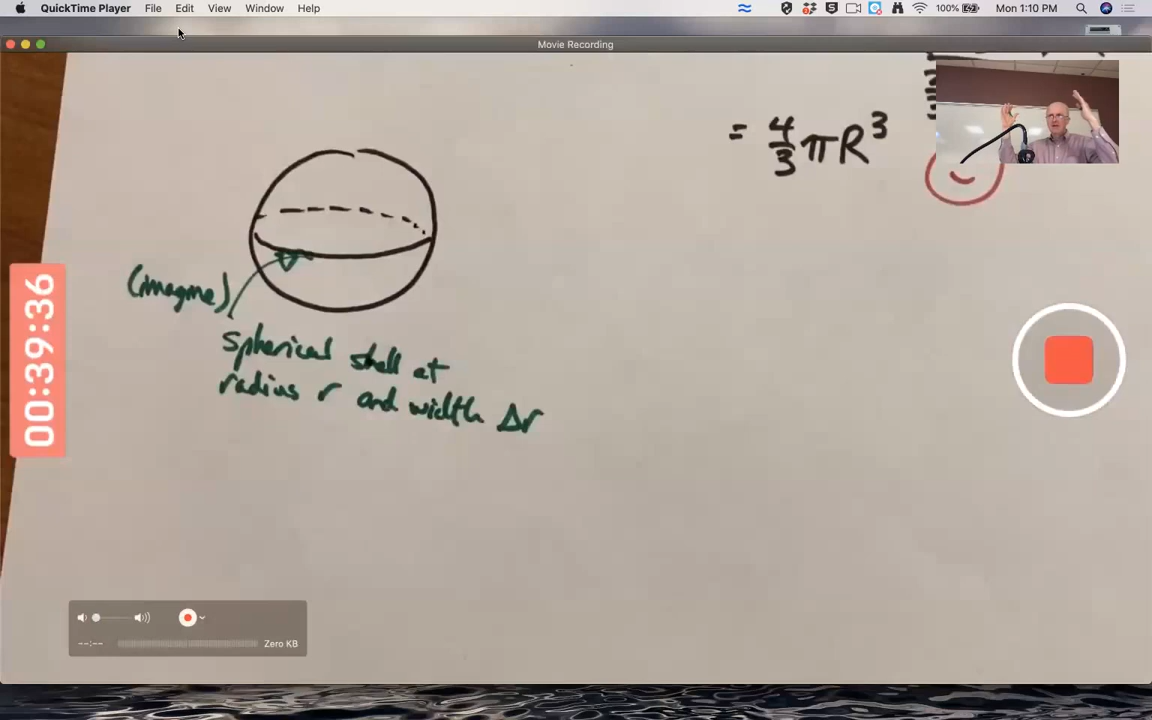 QuickTime Player File Edit View Window Help 100% Mon 1:10 PM
Movie Recording
= 4/3 πR³
(imagine)
spherical shell at
radius r and width Δr
00:39:36
--:--
Zero KB